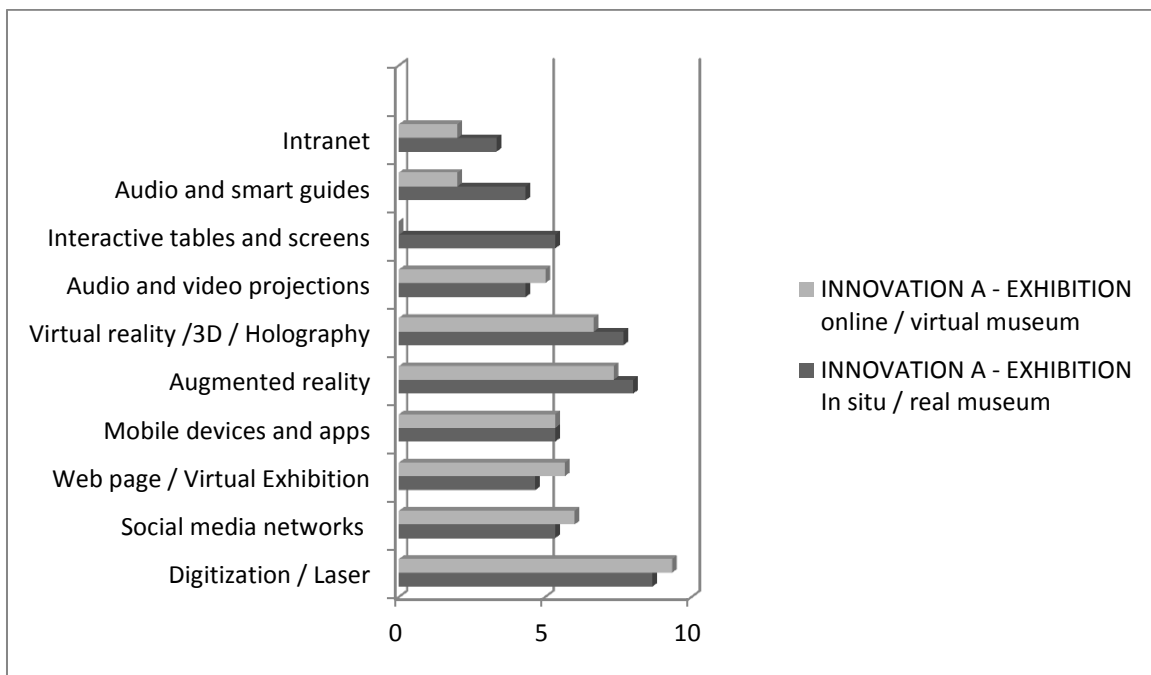 Intranet
Audio and smart guides
Interactive tables and screens
Audio and video projections
Virtual reality /3D / Holography
Augmented reality
Mobile devices and apps
Web page / Virtual Exhibition
Social media networks
Digitization / Laser
0 5 10
INNOVATION A - EXHIBITION
online / virtual museum
INNOVATION A - EXHIBITION
In situ / real museum